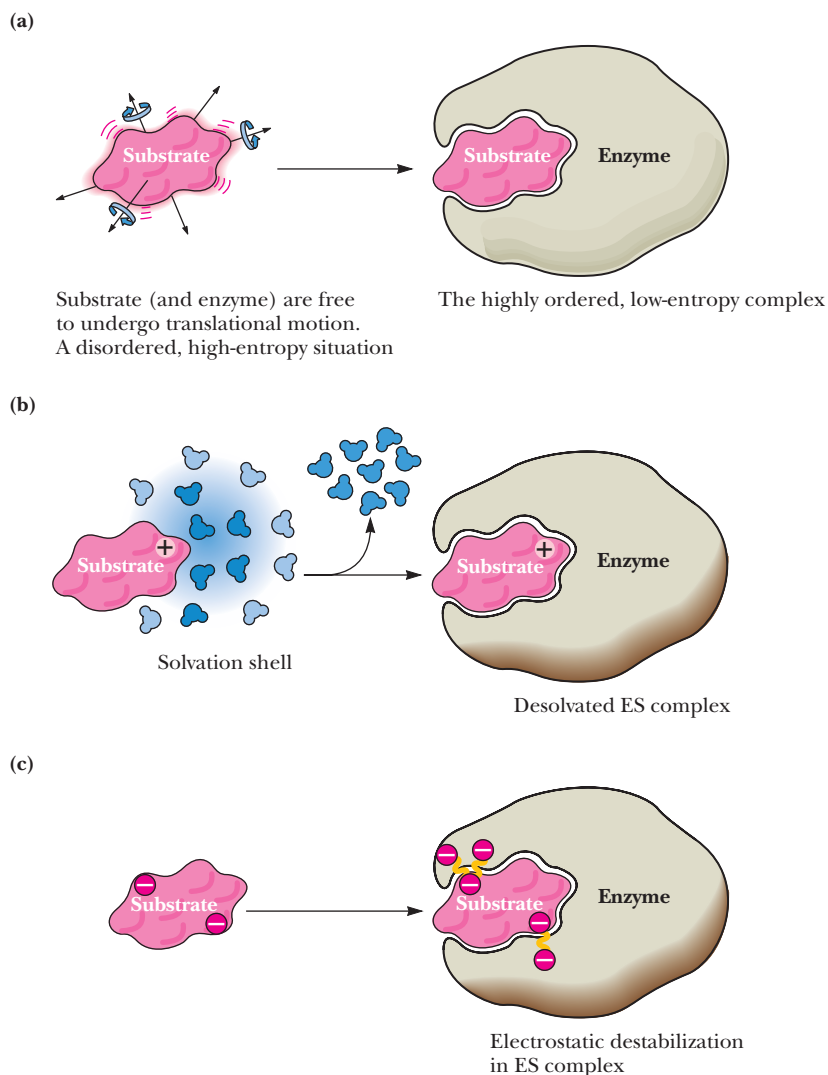 (a)
Substrate
Substrate
Enzyme
Substrate (and enzyme) are free
to undergo translational motion.
A disordered, high-entropy situation
The highly ordered, low-entropy complex
(b)
+
Substrate
Solvation shell
+
Substrate
Enzyme
Desolvated ES complex
(c)
–
Substrate
–
– –
–
Substrate
–
–
Enzyme
Electrostatic destabilization
in ES complex